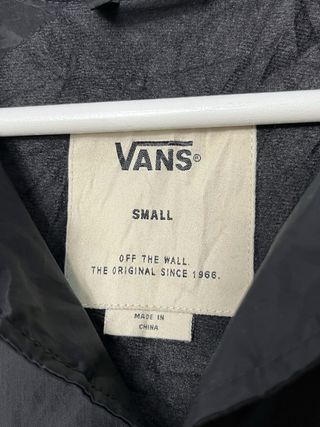 VANS®
SMALL
OFF THE WALL.
THE ORIGINAL SINCE 1966.
MADE IN
CHINA